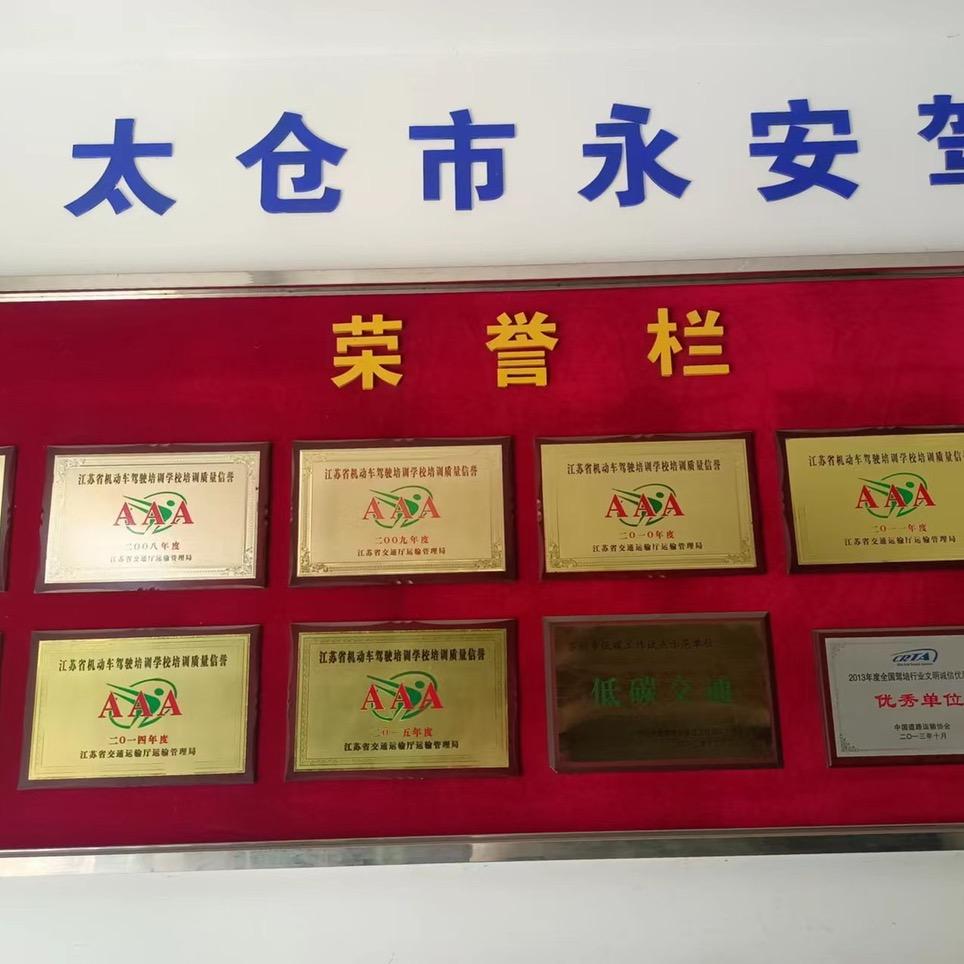 太仓市永安驾
荣誉栏
江苏省机动车驾驶培训学校培训质量信誉
AAA
二00八年度
江苏省交通厅运输管理局
江苏省机动车驾驶培训学校培训质量信誉
AAA
二00九年度
江苏省交通厅运输管理局
江苏省机动车驾驶培训学校培训质量信誉
AAA
二0一0年度
江苏省交通运输厅运输管理局
江苏省机动车驾驶培训学校培训质量
AAA
二0一一年度
江苏省交通运输厅运输管理局
江苏省机动车驾驶培训学校培训质量信誉
AAA
二0一四年度
江苏省交通运输厅运输管理局
江苏省机动车驾驶培训学校培训质量信誉
AAA
二0一五年度
江苏省交通运输厅运输管理局
低碳交通
CRTA
2013年度全国驾培行业文明诚信优
优秀单位
中国道路运输协会
二0一三年十月